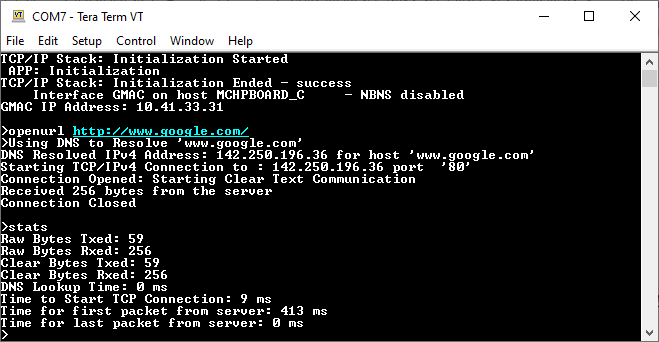 COM7 - Tera Term VT
File Edit Setup Control Window Help
TCP/IP Stack: Initialization Started
 APP: Initialization
TCP/IP Stack: Initialization Ended - success
    Interface GMAC on host MCHPBOARD_C     - NBNS disabled
GMAC IP Address: 10.41.33.31
>openurl http://www.google.com/
>Using DNS to Resolve 'www.google.com'
DNS Resolved IPv4 Address: 142.250.196.36 for host 'www.google.com'
Starting TCP/IPv4 Connection to : 142.250.196.36 port  '80'
Connection Opened: Starting Clear Text Communication
Received 256 bytes from the server
Connection Closed
>stats
Raw Bytes Txed: 59
Raw Bytes Rxed: 256
Clear Bytes Txed: 59
Clear Bytes Rxed: 256
DNS Lookup Time: 0 ms
Time to Start TCP Connection: 9 ms
Time for first packet from server: 413 ms
Time for last packet from server: 0 ms
>